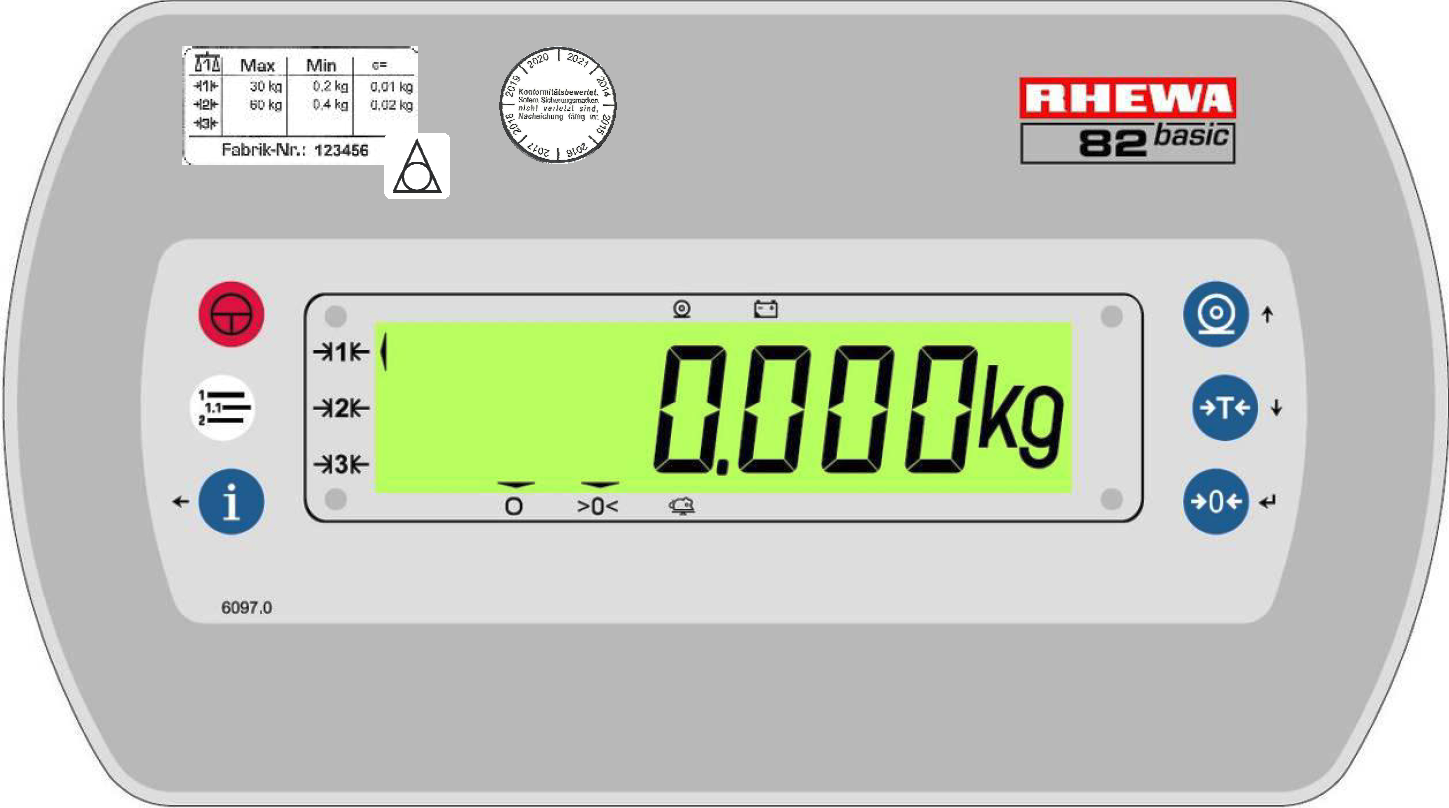 Max Min e=
1 30 kg 0,2 kg 0,01 kg
2 60 kg 0,4 kg 0,02 kg
3
Fabrik-Nr.: 123456
2019 2020 2021 2014 2015 2016 2017 2018
Konformitätsbewertet.
Sofern Sicherungsmarken
nicht verletzt sind,
Nacheichung fällig in:
RHEWA
82 basic
1
1.1
2
i
1
2
3
0.000kg
O >0<
T
0
6097.0